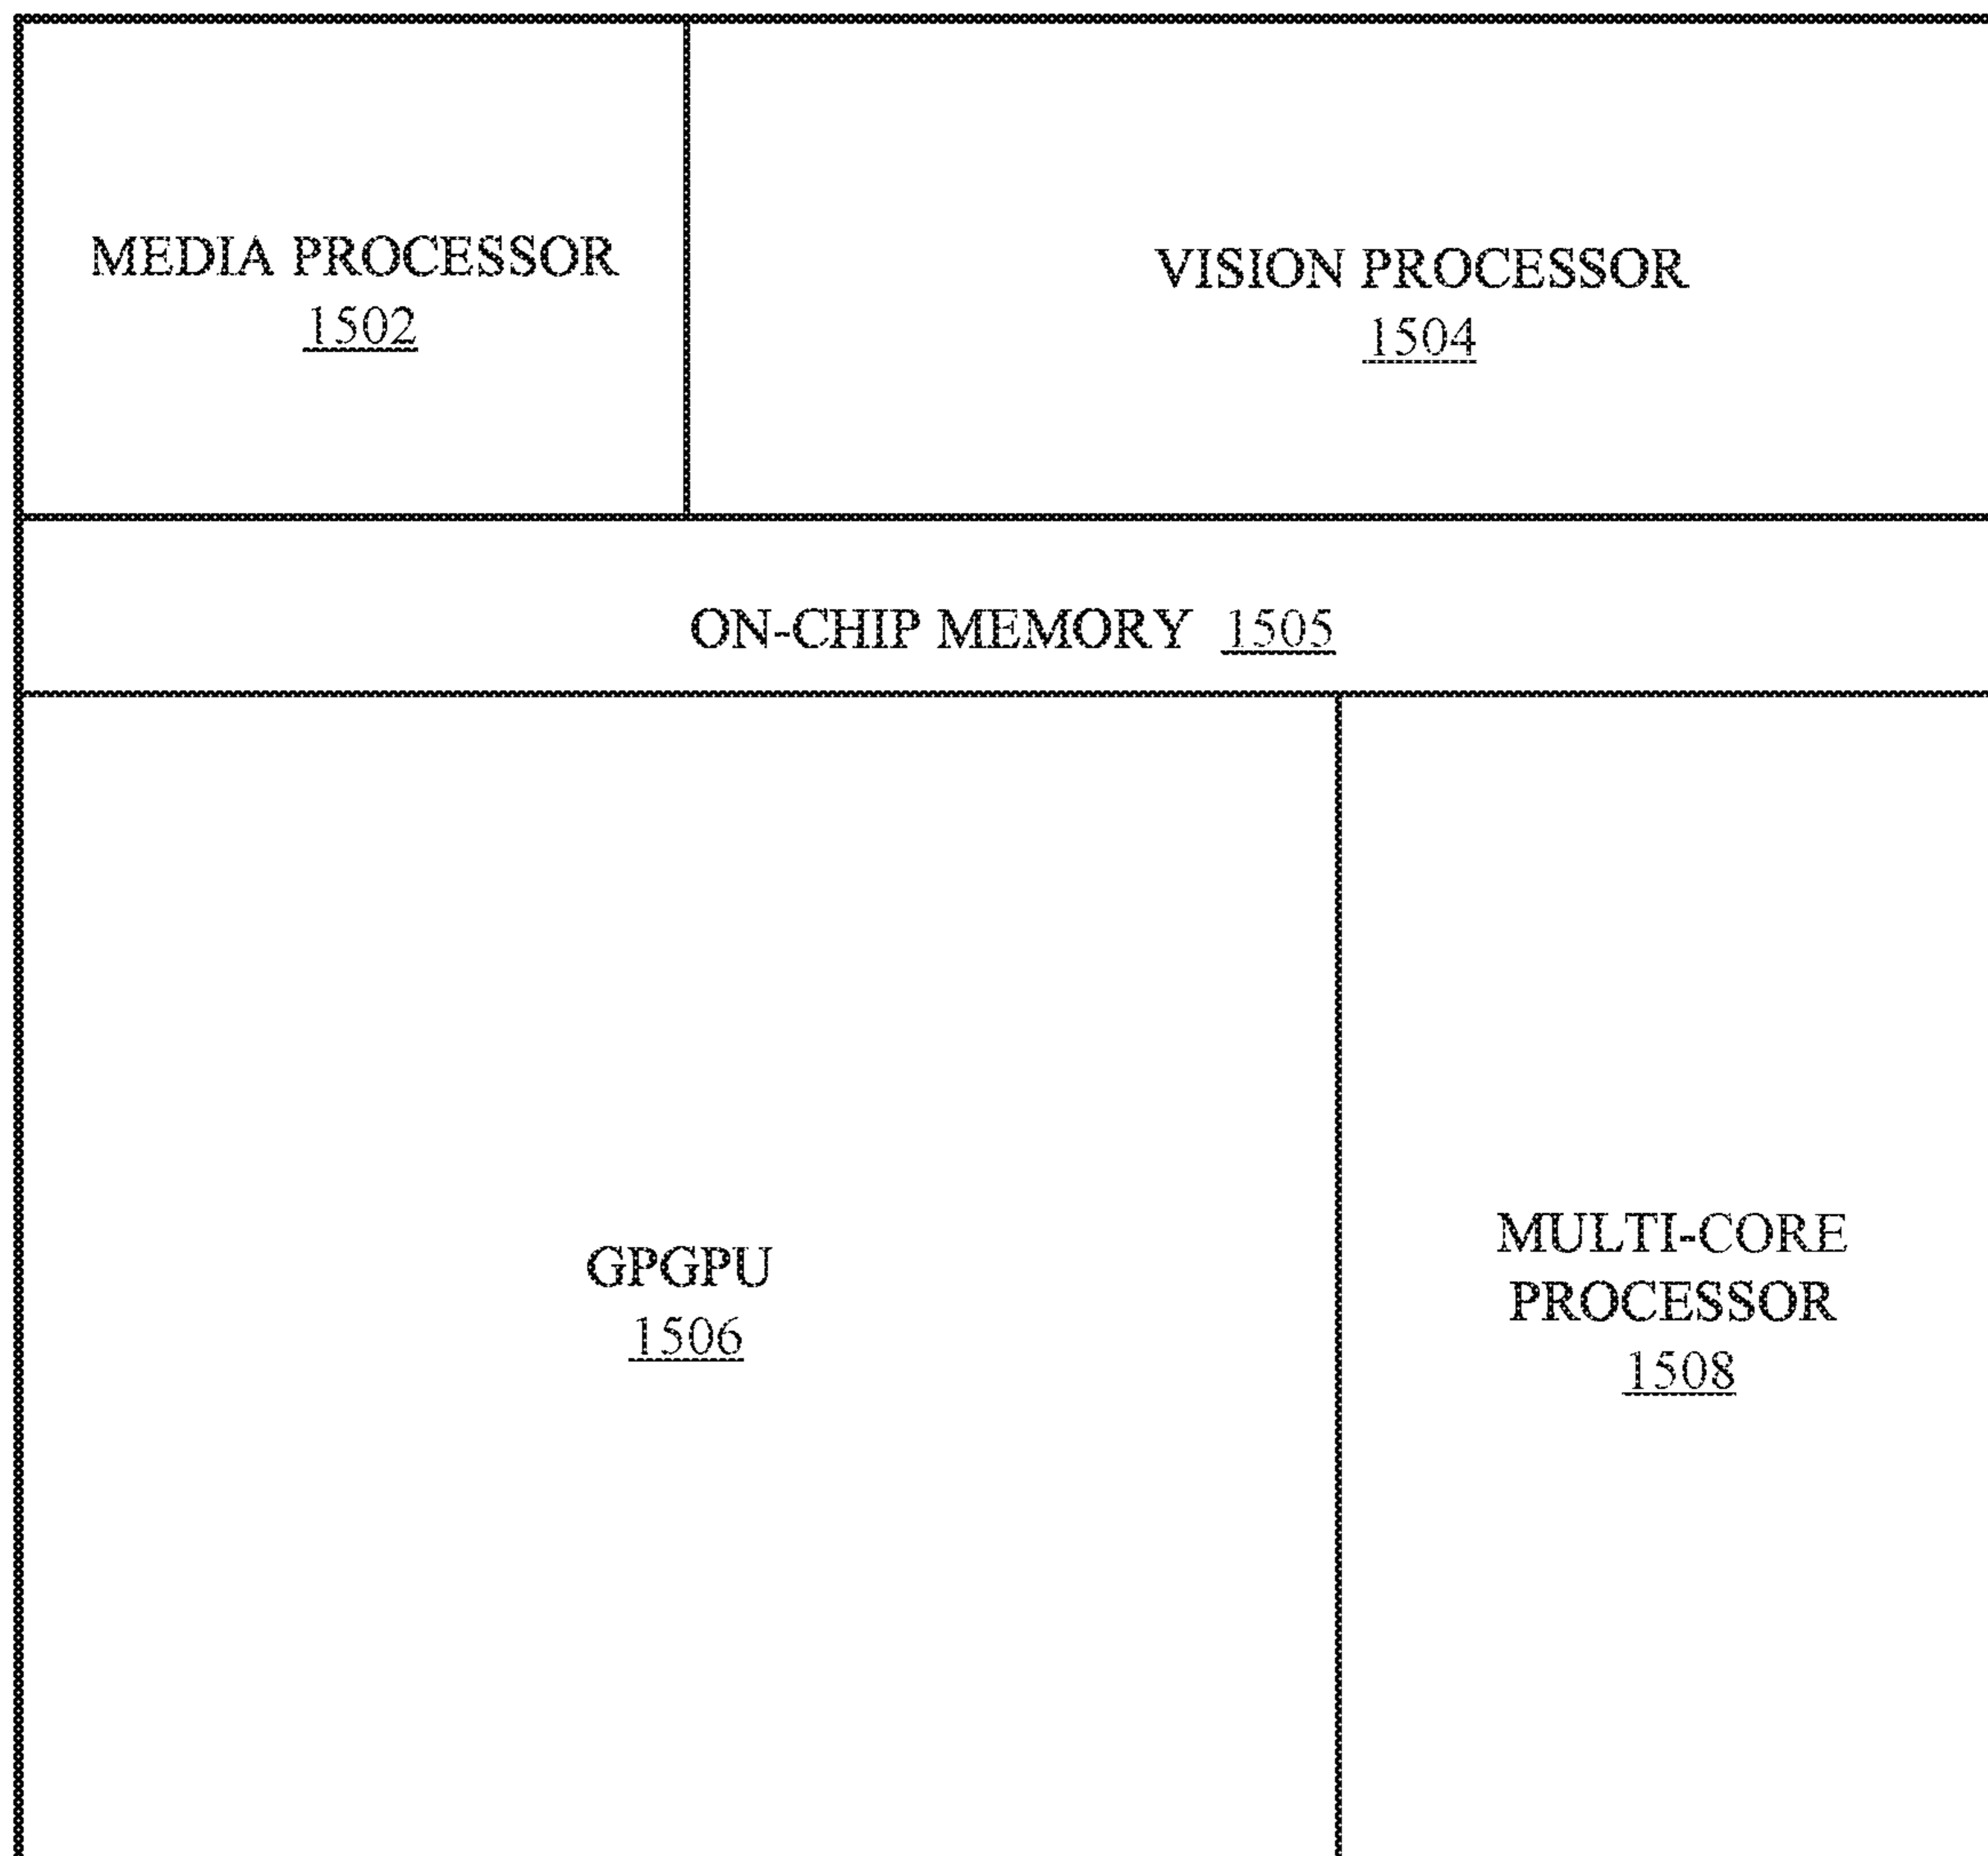 MEDIA PROCESSOR
1502
VISION PROCESSOR
1504
ON-CHIP MEMORY 1505
GPGPU
1506
MULTI-CORE
PROCESSOR
1508